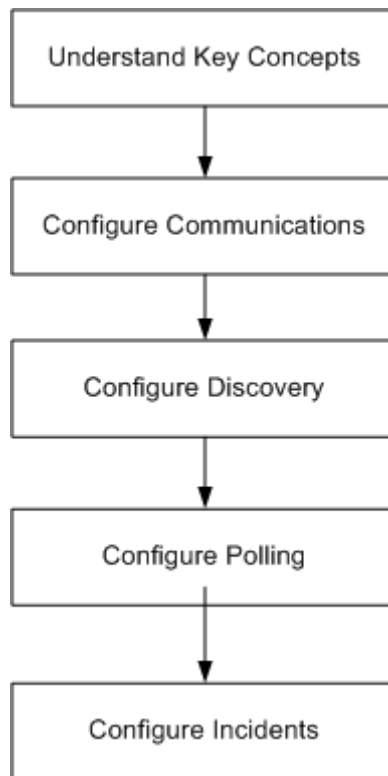 Understand Key Concepts
Configure Communications
Configure Discovery
Configure Polling
Configure Incidents